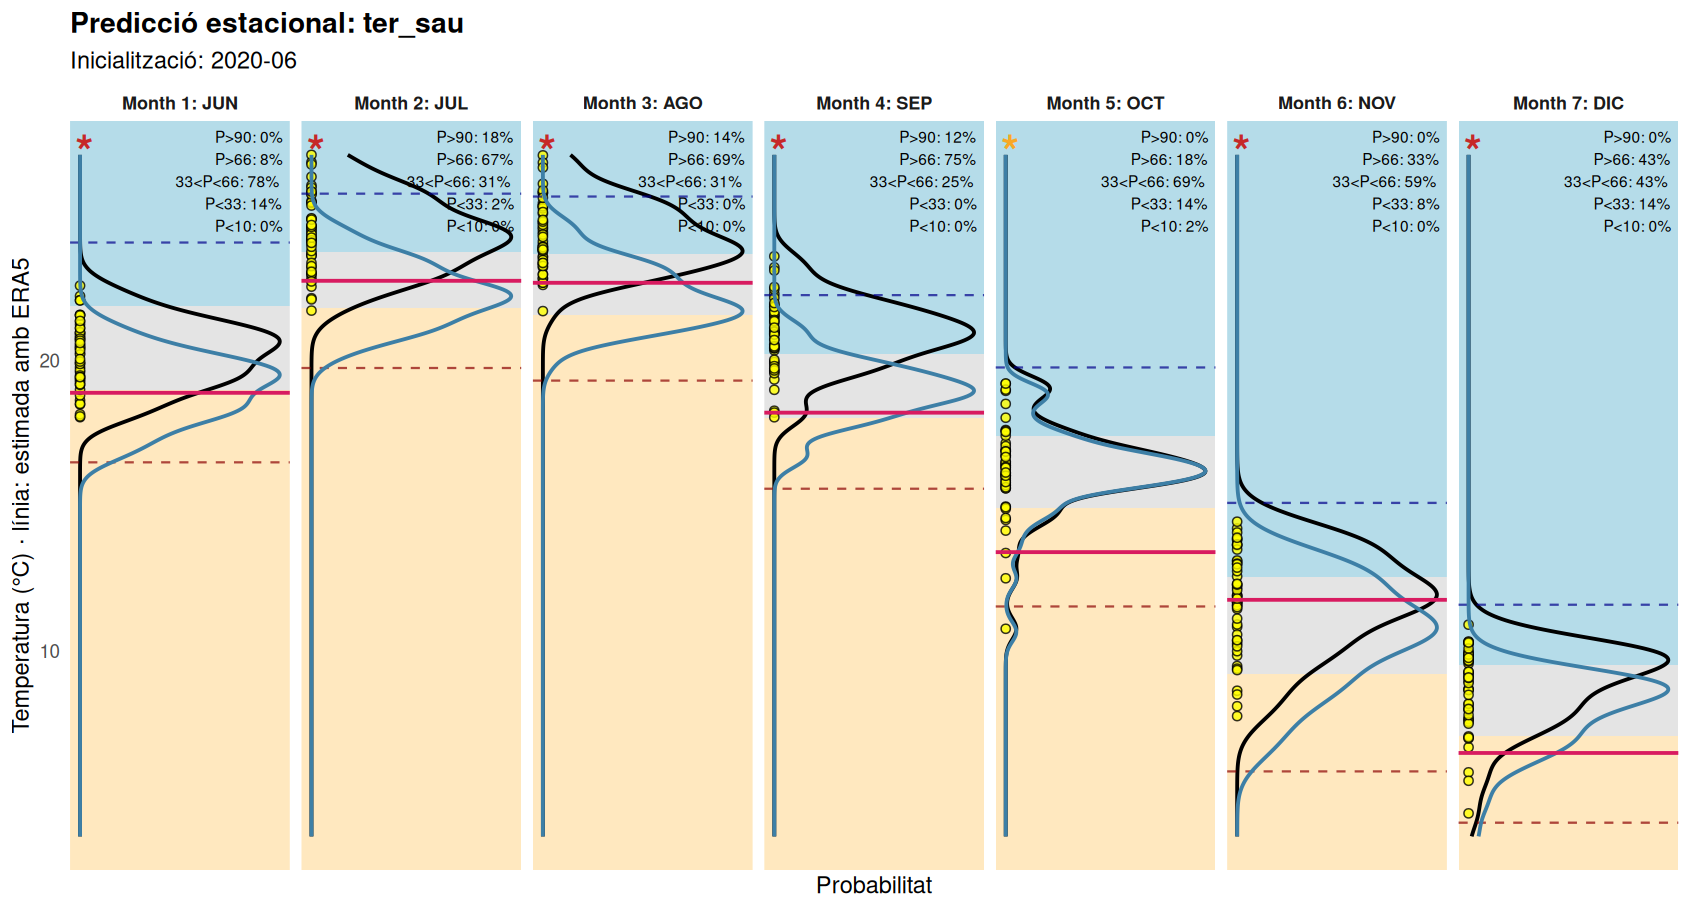 Predicció estacional: ter_sau
Inicialització: 2020-06
Month 1: JUN
P>90: 0%
P>66: 8%
33<P<66: 78%
P<33: 14%
P<10: 0%
Month 2: JUL
P>90: 18%
P>66: 67%
33<P<66: 31%
P<33: 2%
P<10: 0%
Month 3: AGO
P>90: 14%
P>66: 69%
33<P<66: 31%
P<33: 0%
P<10: 0%
Month 4: SEP
P>90: 12%
P>66: 75%
33<P<66: 25%
P<33: 0%
P<10: 0%
Month 5: OCT
P>90: 0%
P>66: 18%
33<P<66: 69%
P<33: 14%
P<10: 2%
Month 6: NOV
P>90: 0%
P>66: 33%
33<P<66: 59%
P<33: 8%
P<10: 0%
Month 7: DIC
P>90: 0%
P>66: 43%
33<P<66: 43%
P<33: 14%
P<10: 0%
Temperatura (°C) · línia: estimada amb ERA5
20
10
Probabilitat